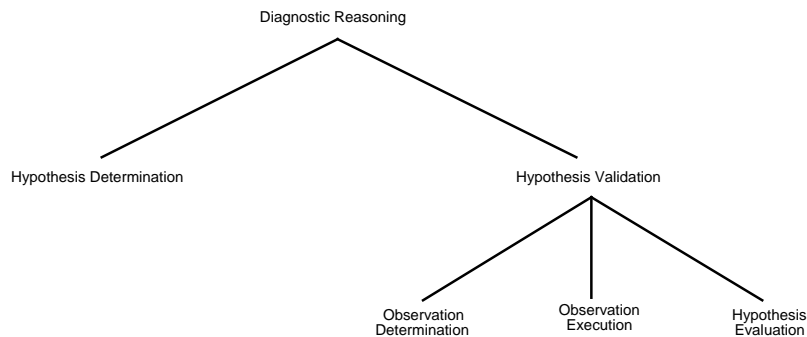 Diagnostic Reasoning
Hypothesis Determination
Hypothesis Validation
Observation
Determination
Observation
Execution
Hypothesis
Evaluation